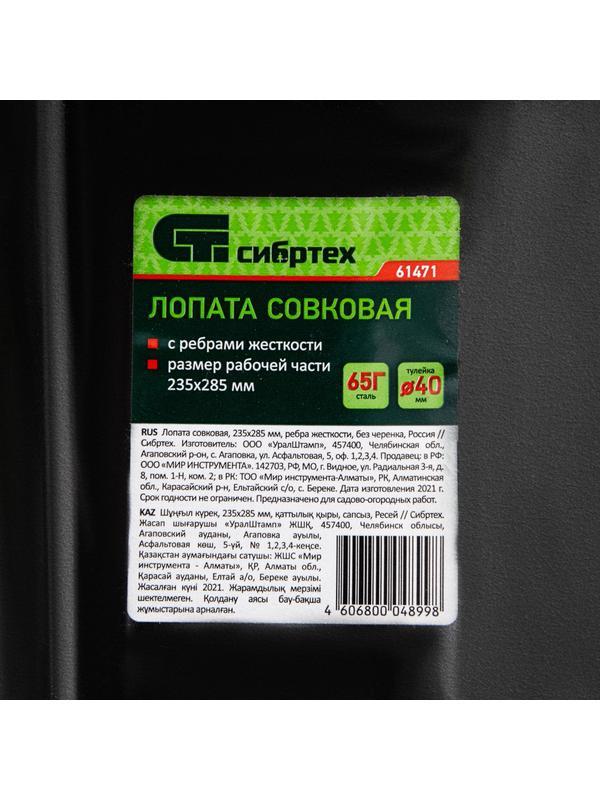 СТ сибртех
61471
ЛОПАТА СОВКОВАЯ
с ребрами жесткости
размер рабочей части
235х285 мм
65Г
сталь
тулейка
⌀40
мм
RUS Лопата совковая, 235х285 мм, ребра жесткости, без черенка, Россия //
Сибртех. Изготовитель: ООО «УралШтамп», 457400, Челябинская обл.,
Агаповский р-он, с. Агаповка, ул. Асфальтовая, 5, оф. 1,2,3,4. Продавец: в РФ:
ООО «МИР ИНСТРУМЕНТА». 142703, РФ, МО, г. Видное, ул. Радиальная 3-я, д.
8, пом. 1-Н, ком. 2; в РК: ТОО «Мир инструмента-Алматы», РК, Алматинская
обл., Карасайский р-н, Ельтайский с/о, с. Береке. Дата изготовления 2021 г.
Срок годности не ограничен. Предназначено для садово-огородных работ.
KAZ Шұңғыл күрек, 235х285 мм, қаттылық қыры, сапсыз, Ресей // Сибртех.
Жасап шығарушы «УралШтамп» ЖШҚ, 457400, Челябинск облысы,
Агаповский ауданы, Агаповка ауылы,
Асфальтовая көш, 5-үй, № 1,2,3,4-кеңсе.
Қазақстан аумағындағы сатушы: ЖШС «Мир
инструмента - Алматы», ҚР, Алматы обл.,
Қарасай ауданы, Елтай а/о, Береке ауылы.
Жасалған күні 2021. Жарамдылық мерзімі
шектелмеген. Қолдану аясы бау-бақша
жұмыстарына арналған.
4 606800 048998